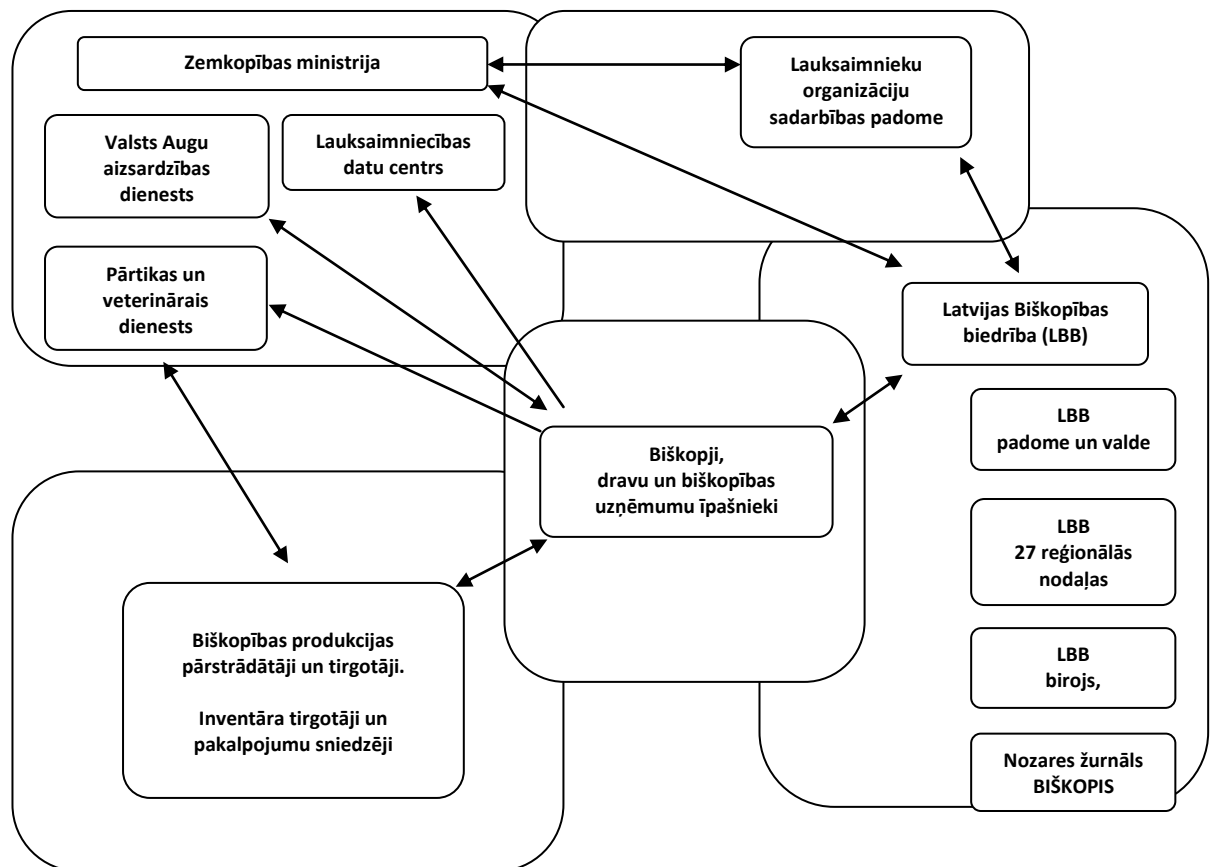 Zemkopības ministrija
Lauksaimnieku
organizāciju
sadarbības padome
Valsts Augu
aizsardzības
dienests
Lauksaimniecības
datu centrs
Pārtikas un
veterinārais
dienests
Latvijas Biškopības
biedrība (LBB)
LBB
padome un valde
Biškopji,
dravu un biškopības
uzņēmumu īpašnieki
LBB
27 reģionālās
nodaļas
Biškopības produkcijas
pārstrādātāji un tirgotāji.
Inventāra tirgotāji un
pakalpojumu sniedzēji
LBB
birojs,
Nozares žurnāls
BIŠKOPIS